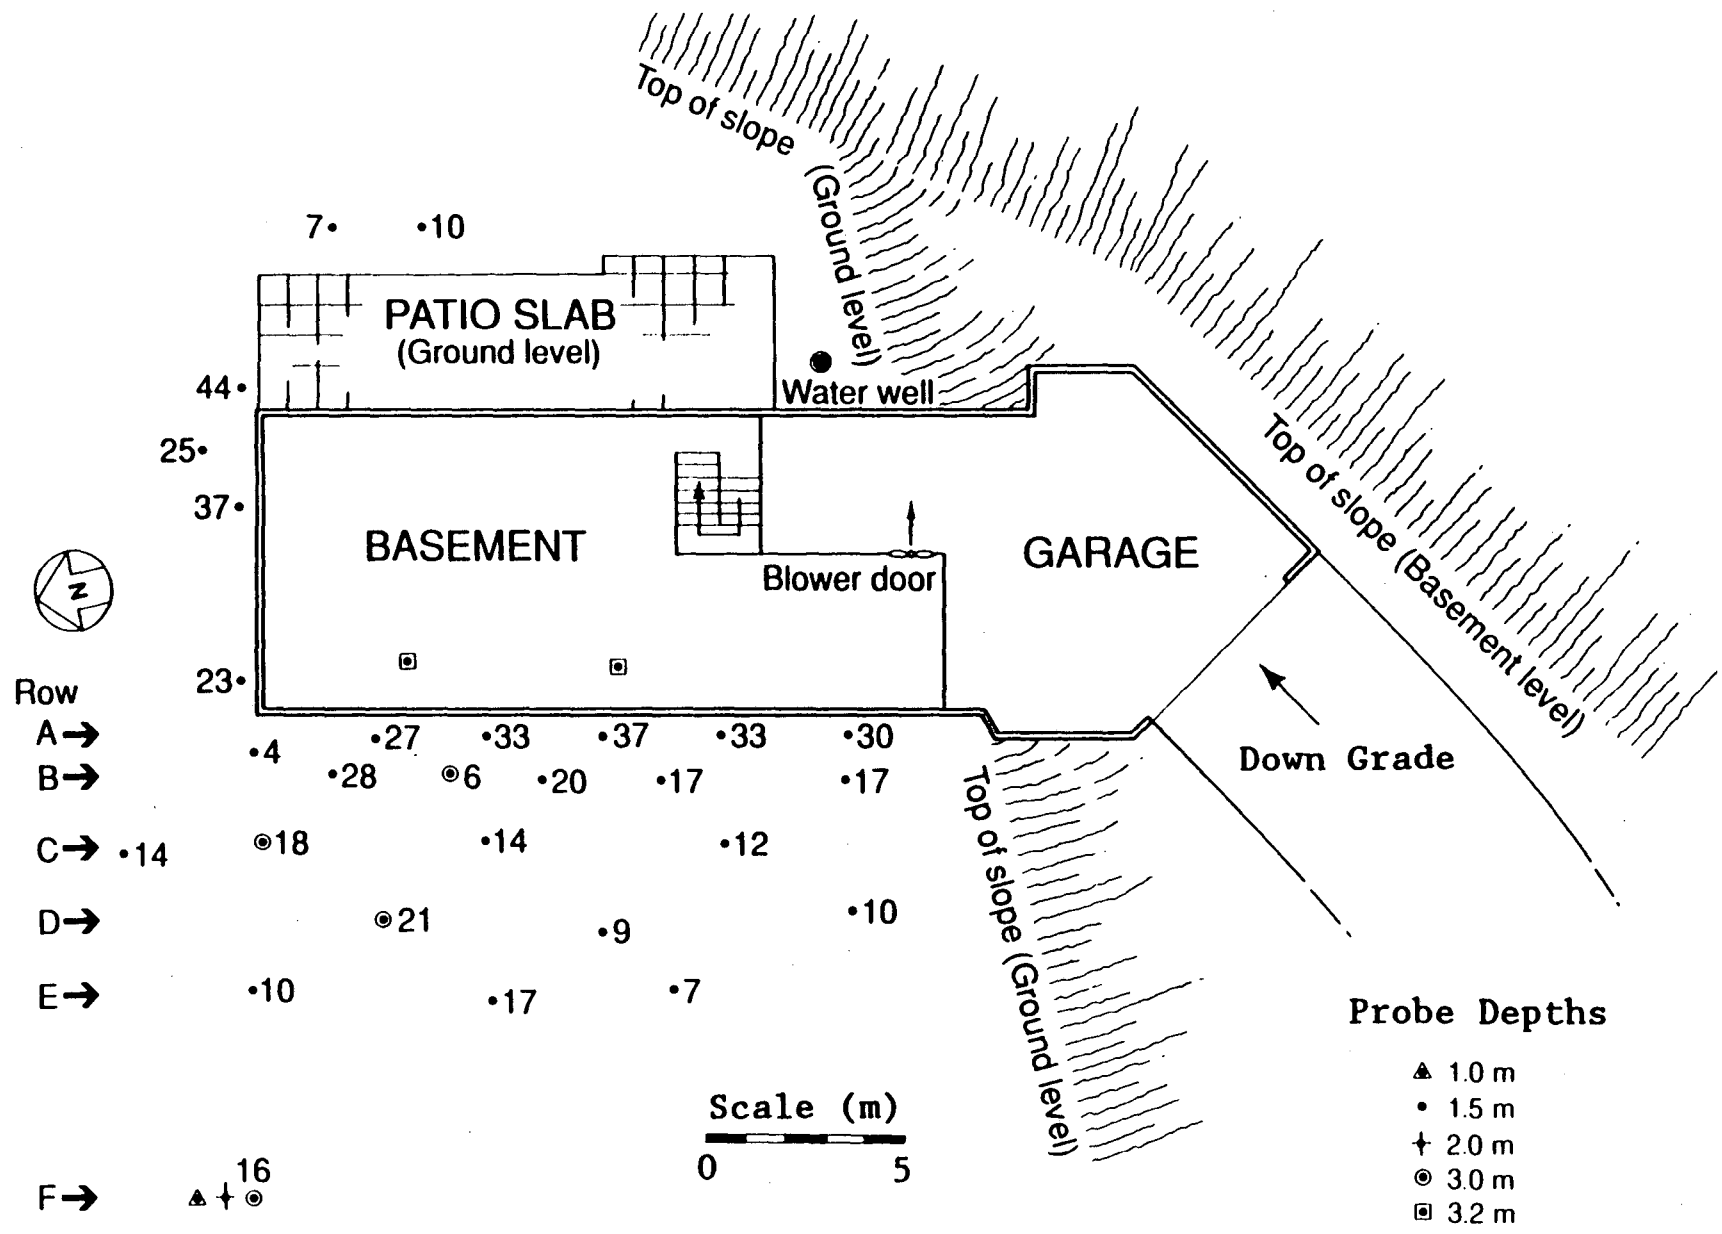 Top of slope
(Ground level)
7 10
PATIO SLAB
(Ground level)
44
Water well
25
37
BASEMENT
GARAGE
Blower door
N
Top of slope (Basement level)
23
Row
A
4 27 33 37 33 30
B
28 6 20 17 17
Down Grade
C
14 18 14 12
D
21 9 10
E
10 17 7
Top of slope (Ground level)
Probe Depths
1.0 m
1.5 m
2.0 m
3.0 m
3.2 m
Scale (m)
0 5
F
16